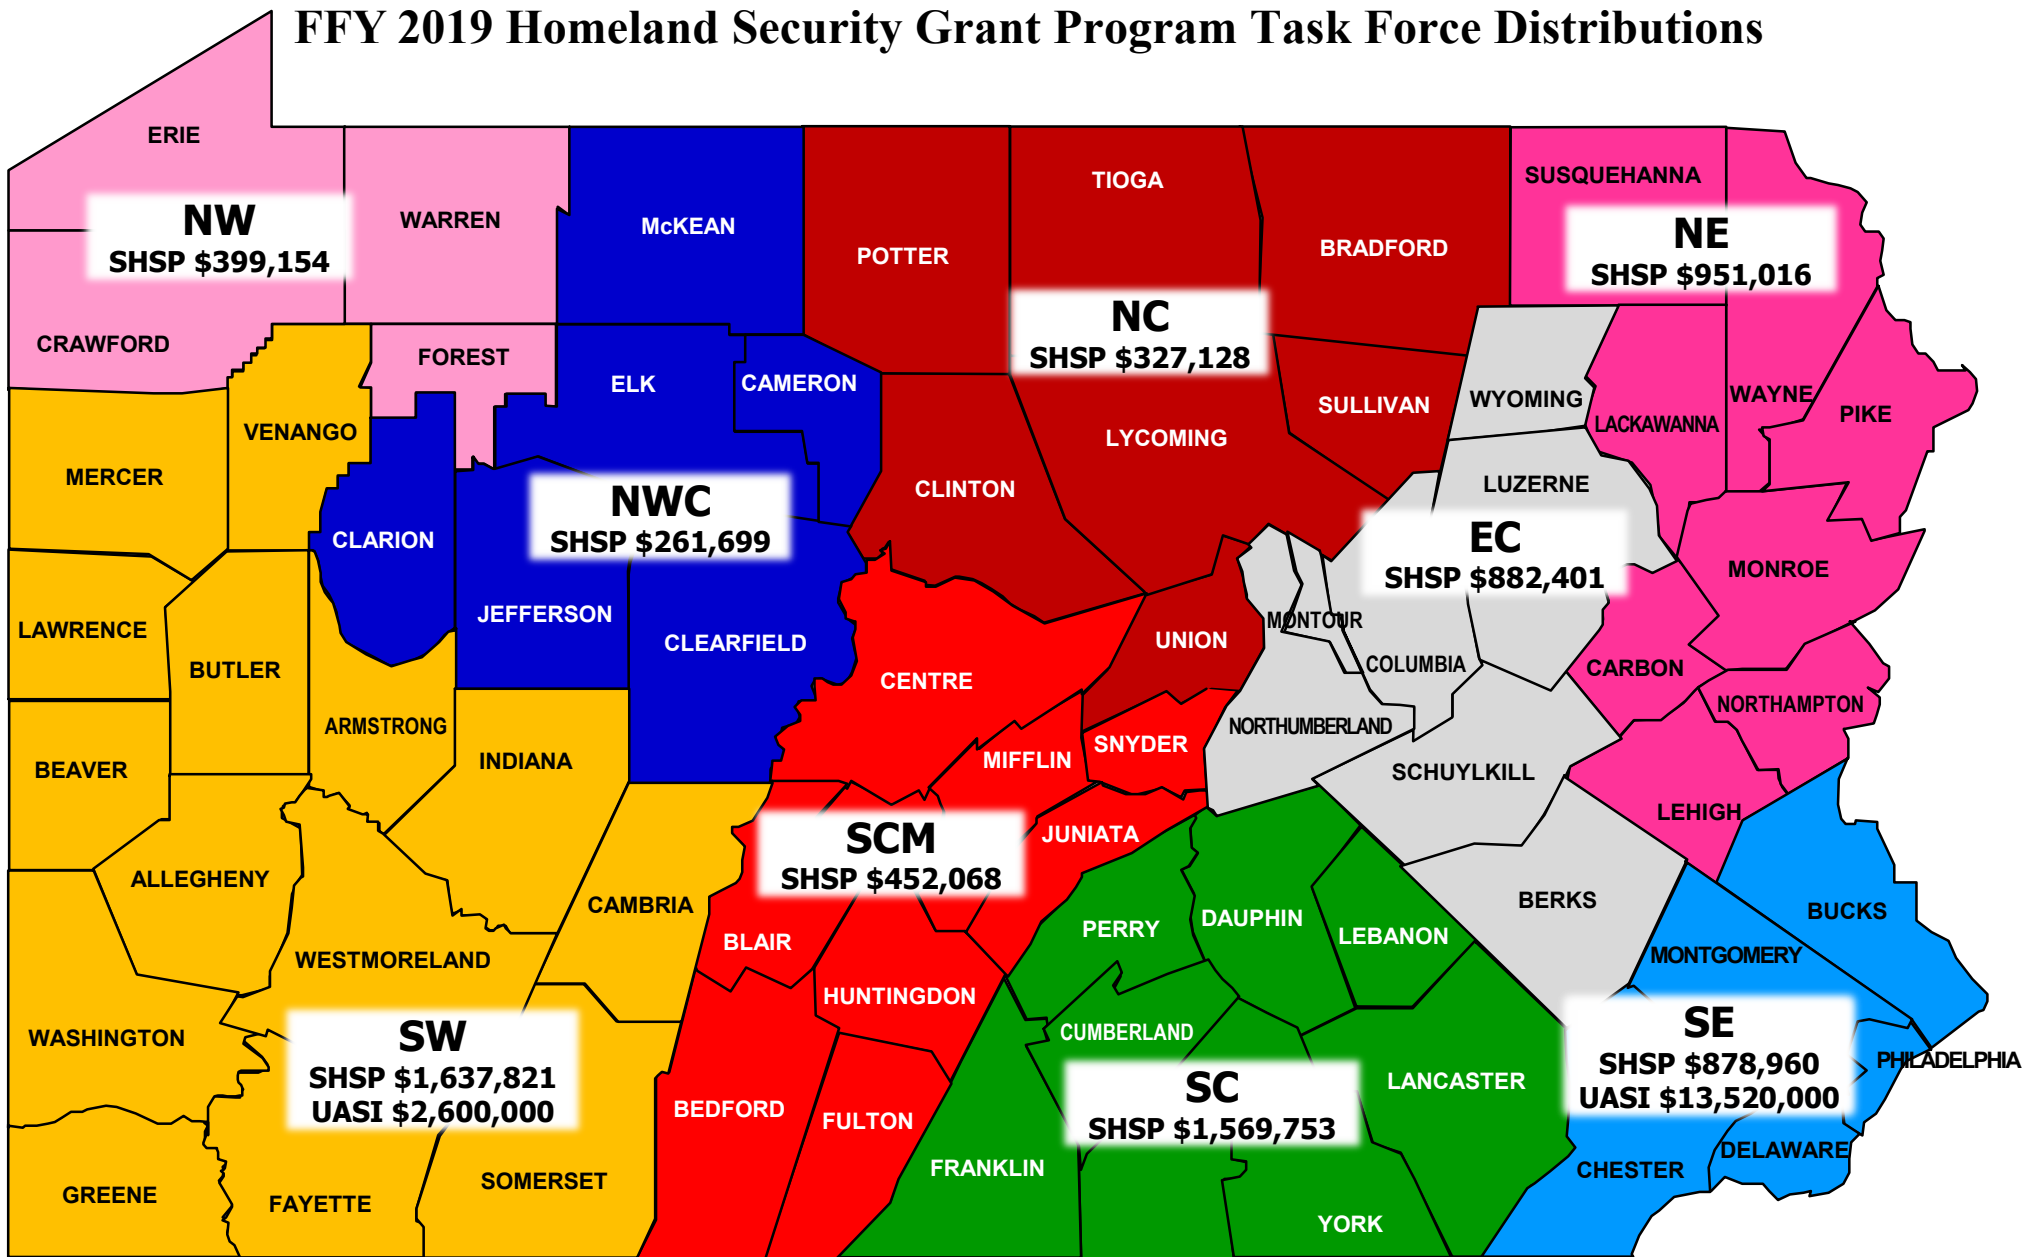 FFY 2019 Homeland Security Grant Program Task Force Distributions
ERIE
WARREN
McKEAN
POTTER
TIOGA
BRADFORD
SUSQUEHANNA
NW
SHSP $399,154
NE
SHSP $951,016
NC
SHSP $327,128
CRAWFORD
FOREST
ELK
CAMERON
SULLIVAN
WYOMING
LACKAWANNA
WAYNE
PIKE
MERCER
VENANGO
LYCOMING
CLINTON
LUZERNE
NWC
SHSP $261,699
CLARION
EC
SHSP $882,401
MONROE
LAWRENCE
BUTLER
JEFFERSON
CLEARFIELD
CENTRE
UNION
MONTOUR
COLUMBIA
CARBON
NORTHAMPTON
ARMSTRONG
INDIANA
BEAVER
MIFFLIN
SNYDER
NORTHUMBERLAND
SCHUYLKILL
LEHIGH
SCM
SHSP $452,068
JUNIATA
ALLEGHENY
CAMBRIA
BLAIR
PERRY
DAUPHIN
LEBANON
BERKS
BUCKS
WESTMORELAND
MONTGOMERY
HUNTINGDON
WASHINGTON
CUMBERLAND
SW
SHSP $1,637,821
UASI $2,600,000
SE
SHSP $878,960
UASI $13,520,000
PHILADELPHIA
SC
SHSP $1,569,753
LANCASTER
BEDFORD
FULTON
FRANKLIN
CHESTER
DELAWARE
GREENE
FAYETTE
SOMERSET
YORK